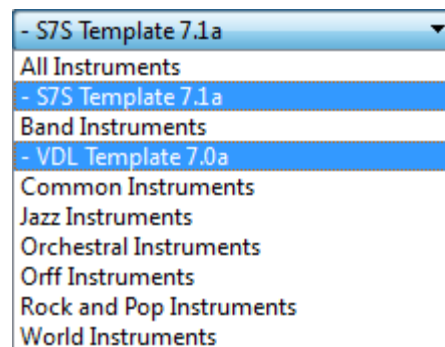 - S7S Template 7.1a
All Instruments
- S7S Template 7.1a
Band Instruments
- VDL Template 7.0a
Common Instruments
Jazz Instruments
Orchestral Instruments
Orff Instruments
Rock and Pop Instruments
World Instruments